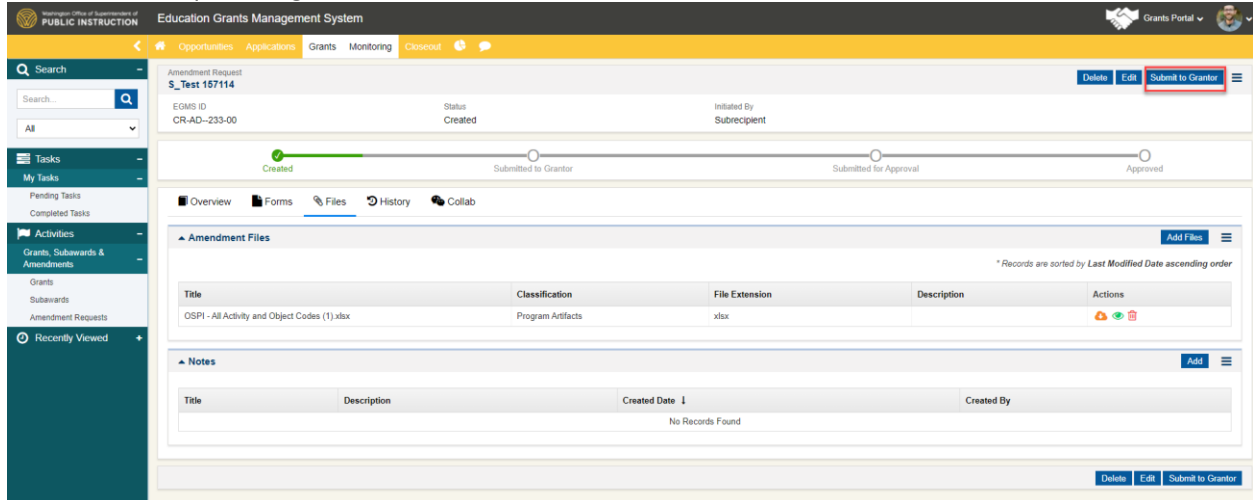 Washington Office of Superintendent of
PUBLIC INSTRUCTION
Education Grants Management System
Grants Portal
Opportunities Applications Grants Monitoring Closeout
Search
Search...
All
Tasks
My Tasks
Pending Tasks
Completed Tasks
Activities
Grants, Subawards &
Amendments
Grants
Subawards
Amendment Requests
Recently Viewed
Amendment Request
S_Test 157114
Delete Edit Submit to Grantor
EGMS ID Status Initiated By
CR-AD--233-00 Created Subrecipient
Created Submitted to Grantor Submitted for Approval Approved
Overview Forms Files History Collab
Amendment Files Add Files
* Records are sorted by Last Modified Date ascending order
Title Classification File Extension Description Actions
OSPI - All Activity and Object Codes (1).xlsx Program Artifacts xlsx
Notes Add
Title Description Created Date ↓ Created By
No Records Found
Delete Edit Submit to Grantor